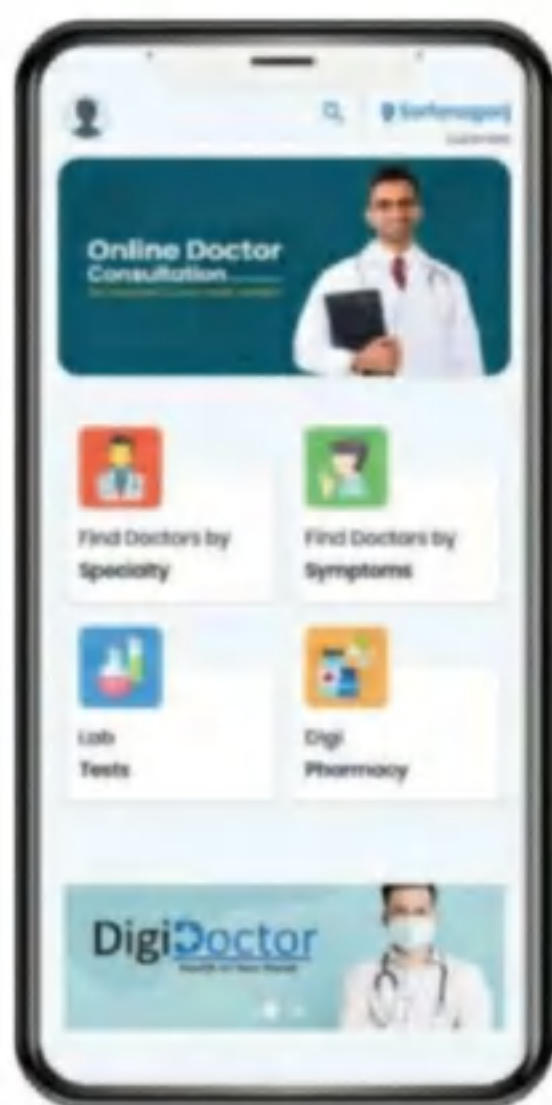 Online Doctor
Consultation
Find Doctors by
Specialty
Find Doctors by
Symptoms
Lab
Tests
Digi
Pharmacy
DigiDoctor